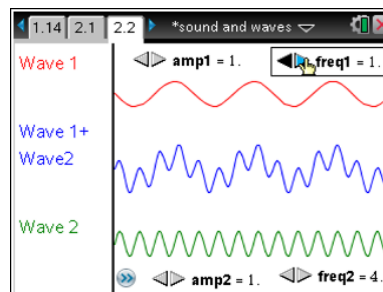 1.14 2.1 2.2 *sound and waves
Wave 1 amp1 = 1. freq1 = 1.
Wave 1+
Wave2
Wave 2
amp2 = 1. freq2 = 4.